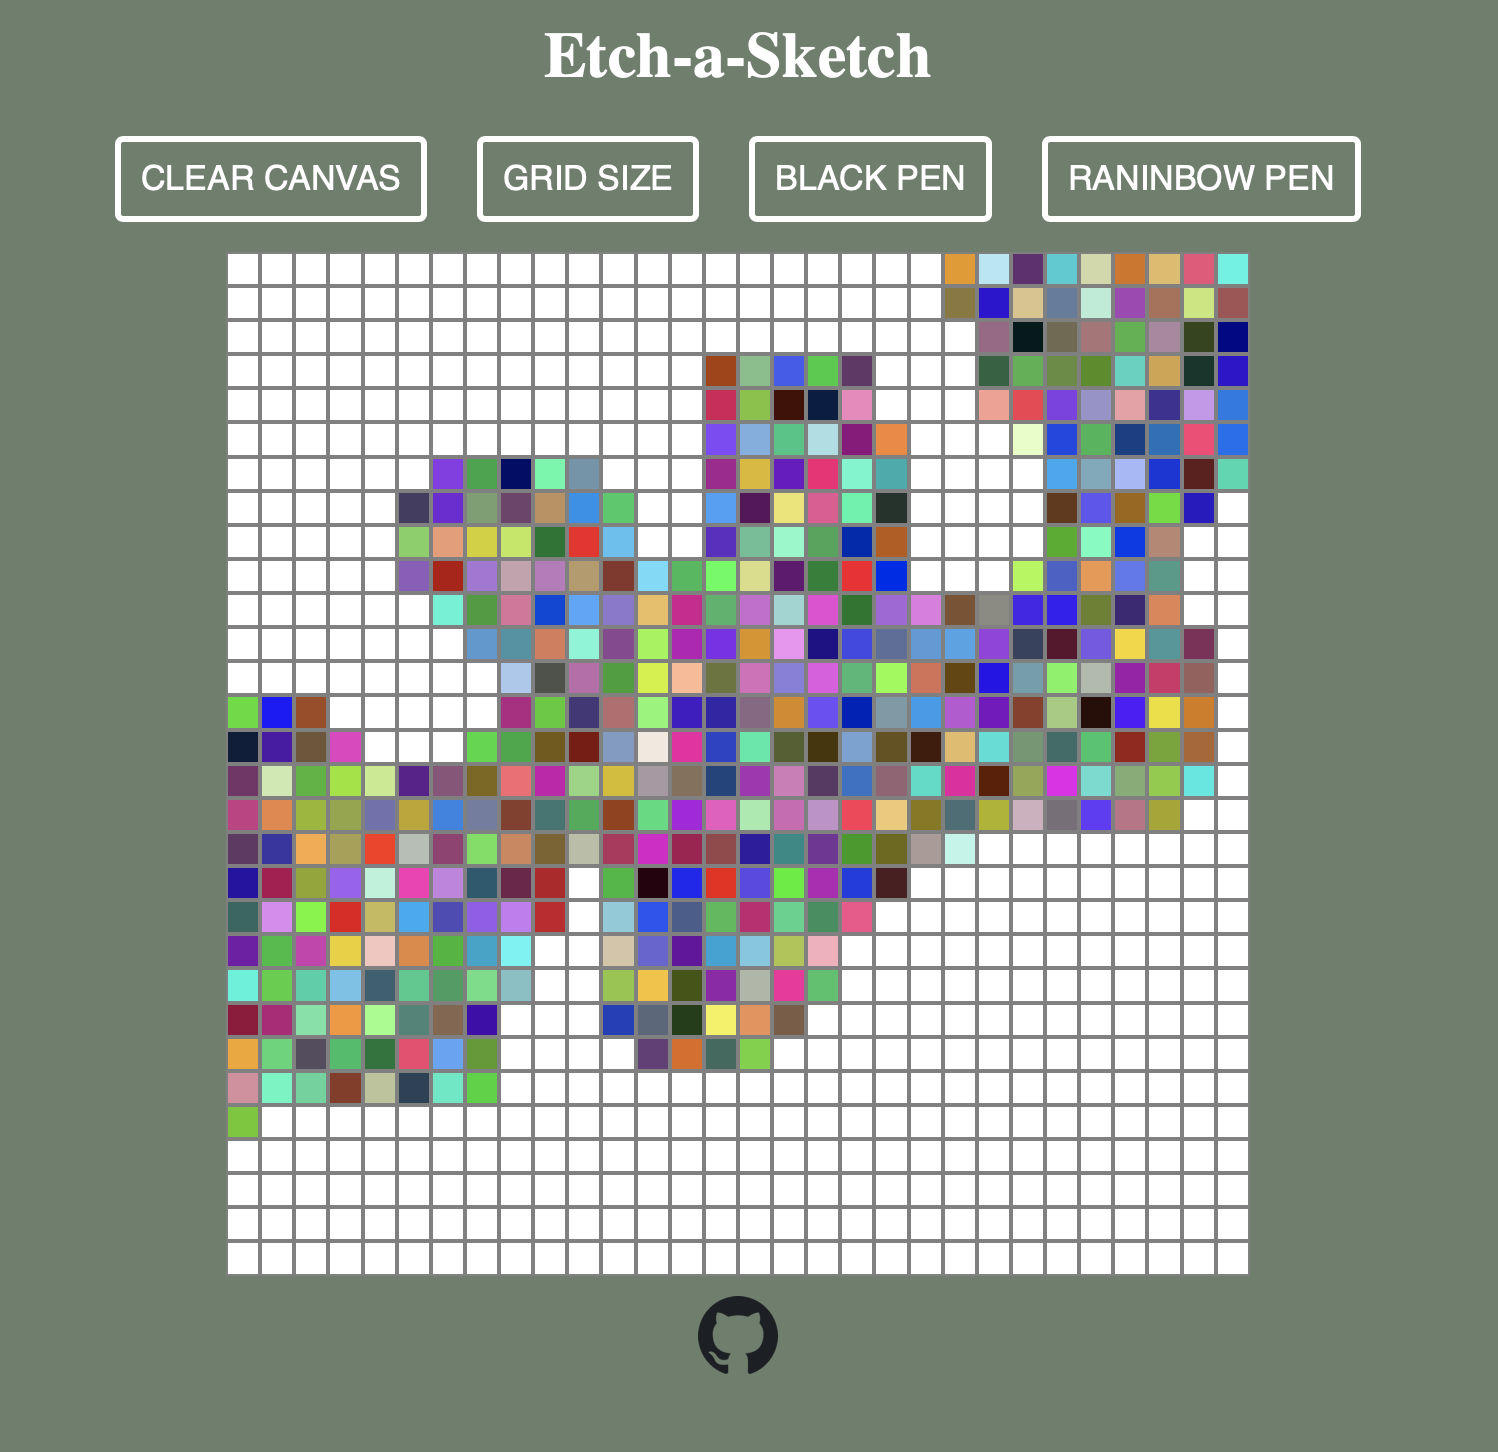 Etch-a-Sketch
CLEAR CANVAS
GRID SIZE
BLACK PEN
RANINBOW PEN